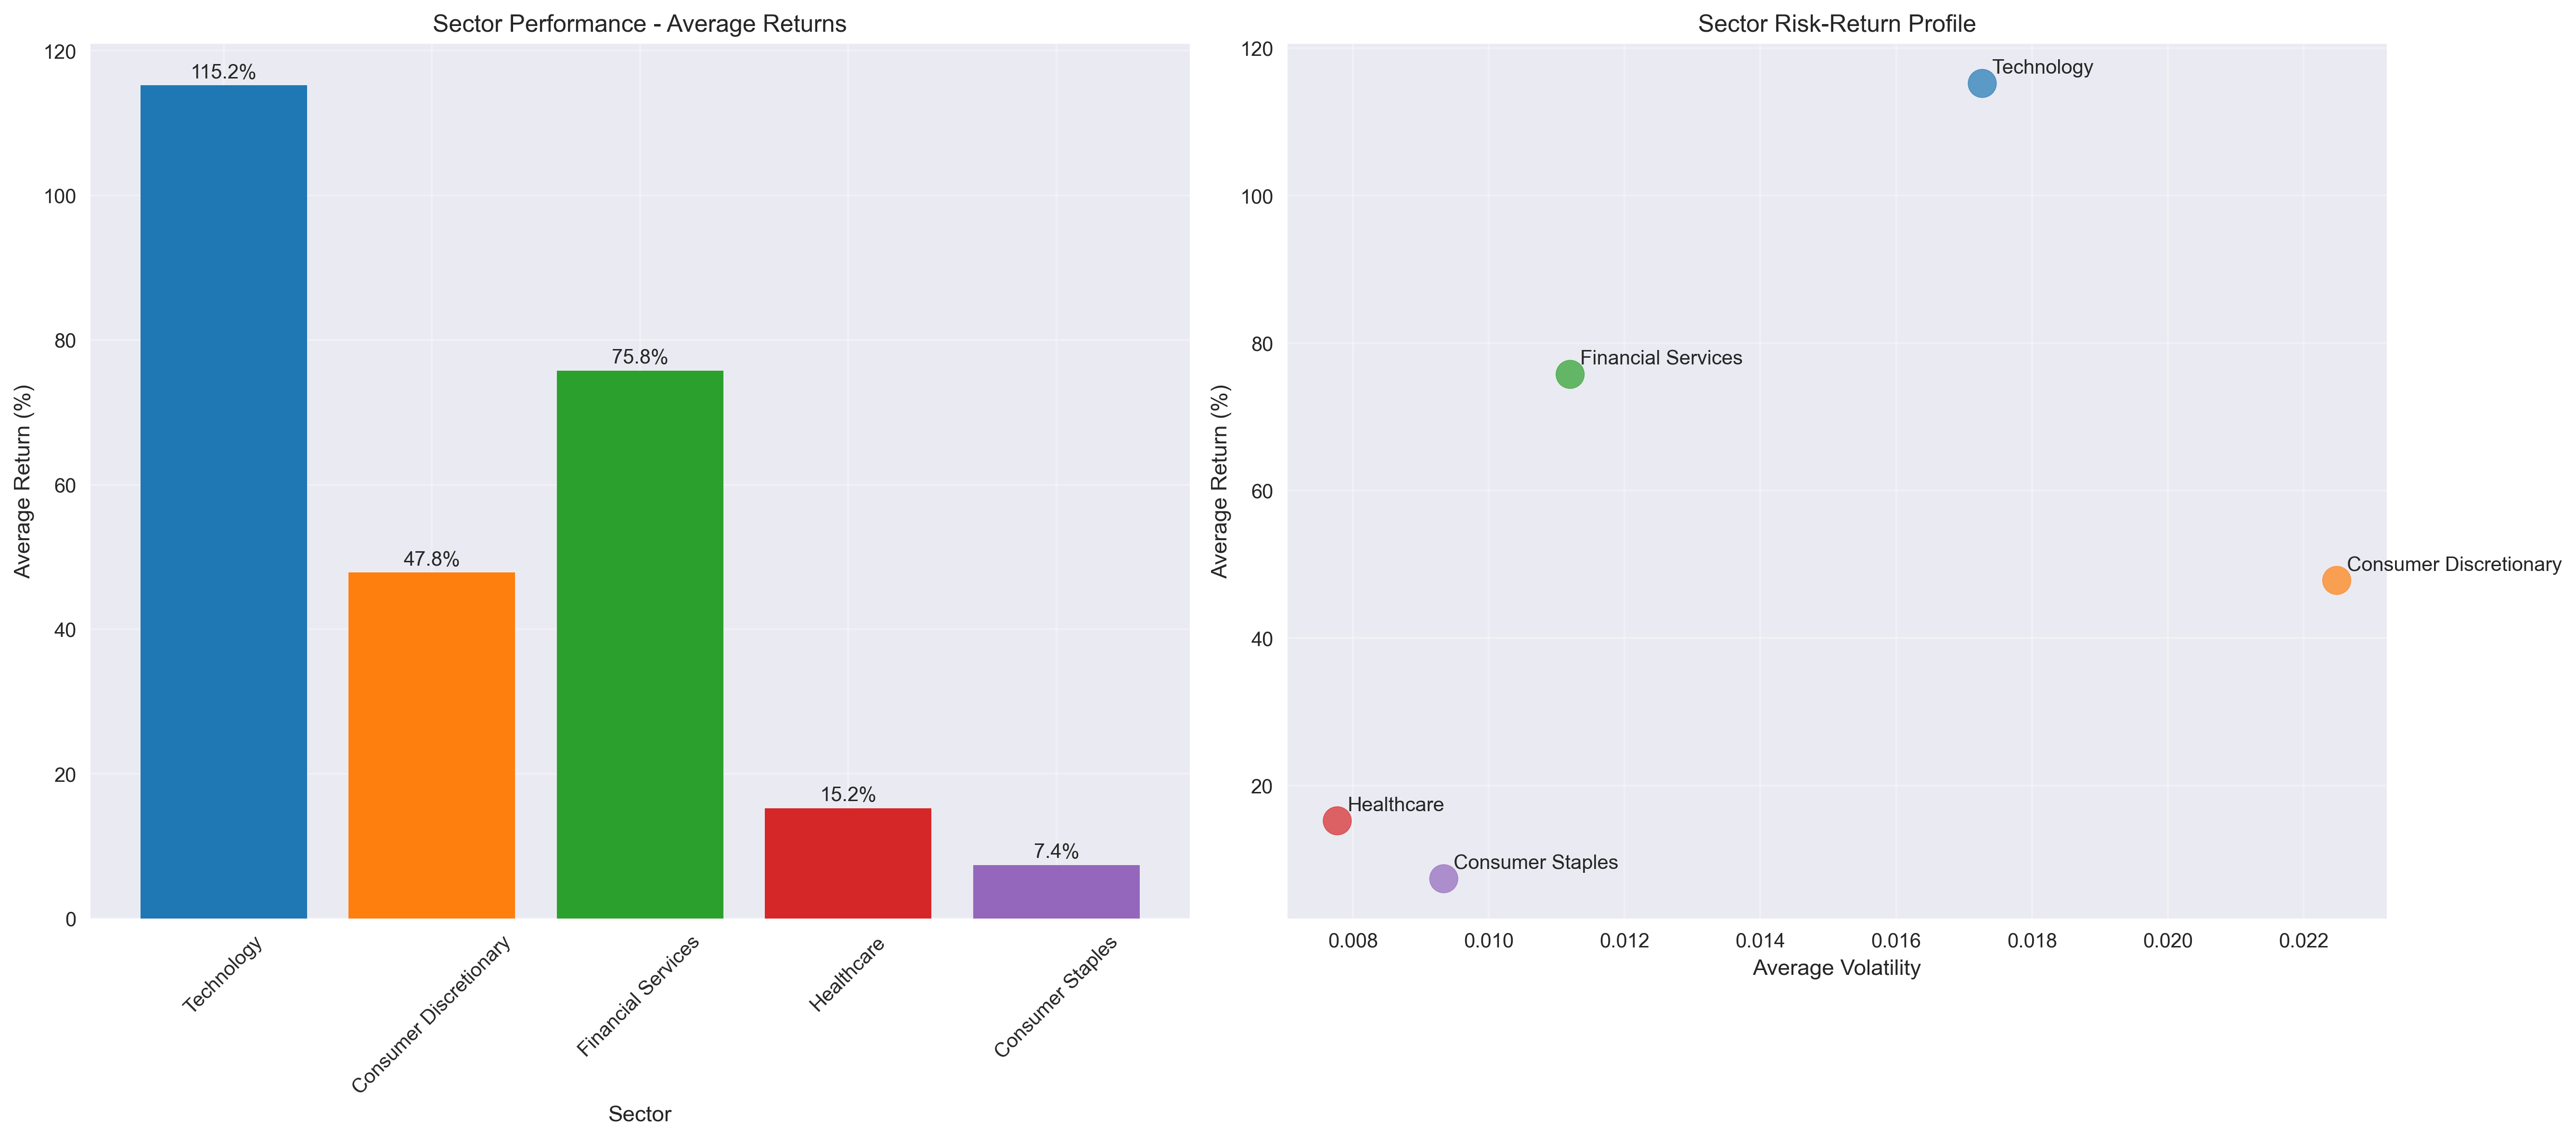 Sector Performance - Average Returns
Average Return (%)
120
100
80
60
40
20
0
115.2%
47.8%
75.8%
15.2%
7.4%
Technology
Consumer Discretionary
Financial Services
Healthcare
Consumer Staples
Sector
Sector Risk-Return Profile
Average Return (%)
120
100
80
60
40
20
Technology
Financial Services
Consumer Discretionary
Healthcare
Consumer Staples
0.008
0.010
0.012
0.014
0.016
0.018
0.020
0.022
Average Volatility